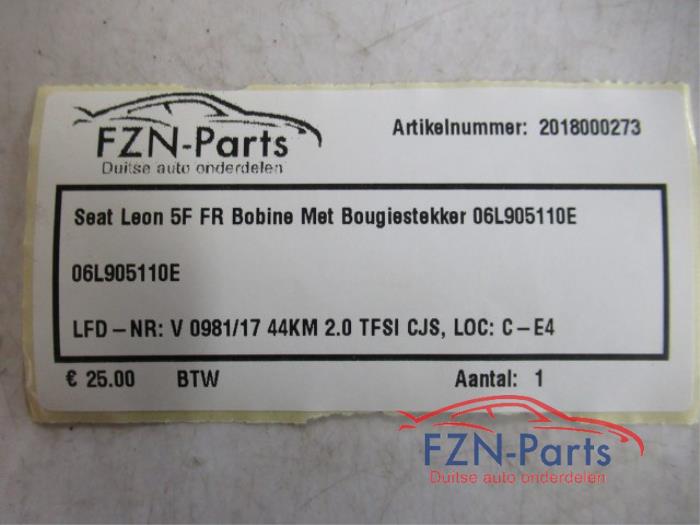 FZN-Parts
Duitse auto onderdelen
Artikelnummer: 2018000273
Seat Leon 5F FR Bobine Met Bougiestekker 06L905110E
06L905110E
LFD-NR: V 0981/17 44KM 2.0 TFSI CJS, LOC: C-E4
€ 25.00 BTW Aantal: 1
FZN-Parts
Duitse auto onderdelen